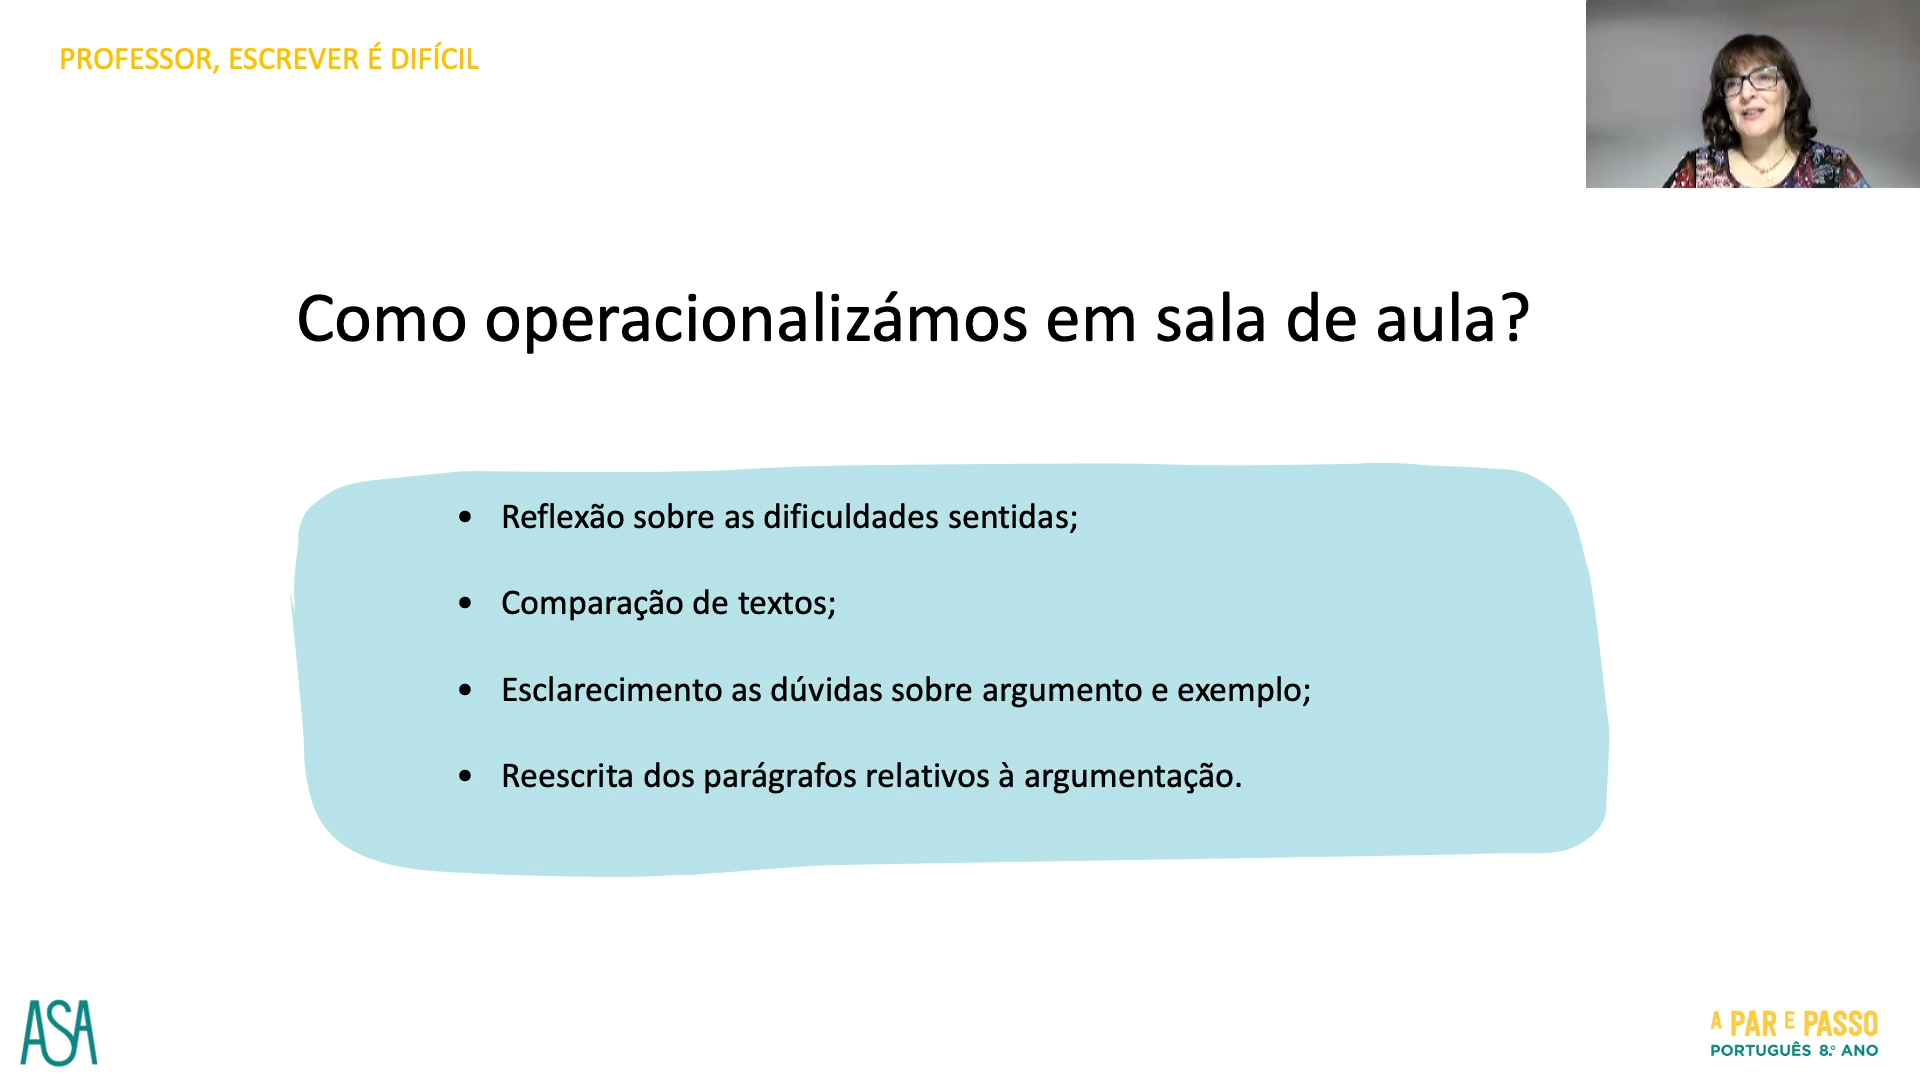 PROFESSOR, ESCREVER É DIFÍCIL
Como operacionalizámos em sala de aula?
• Reflexão sobre as dificuldades sentidas;
• Comparação de textos;
• Esclarecimento as dúvidas sobre argumento e exemplo;
• Reescrita dos parágrafos relativos à argumentação.
ASA
A PAR E PASSO
PORTUGUÊS 8.º ANO